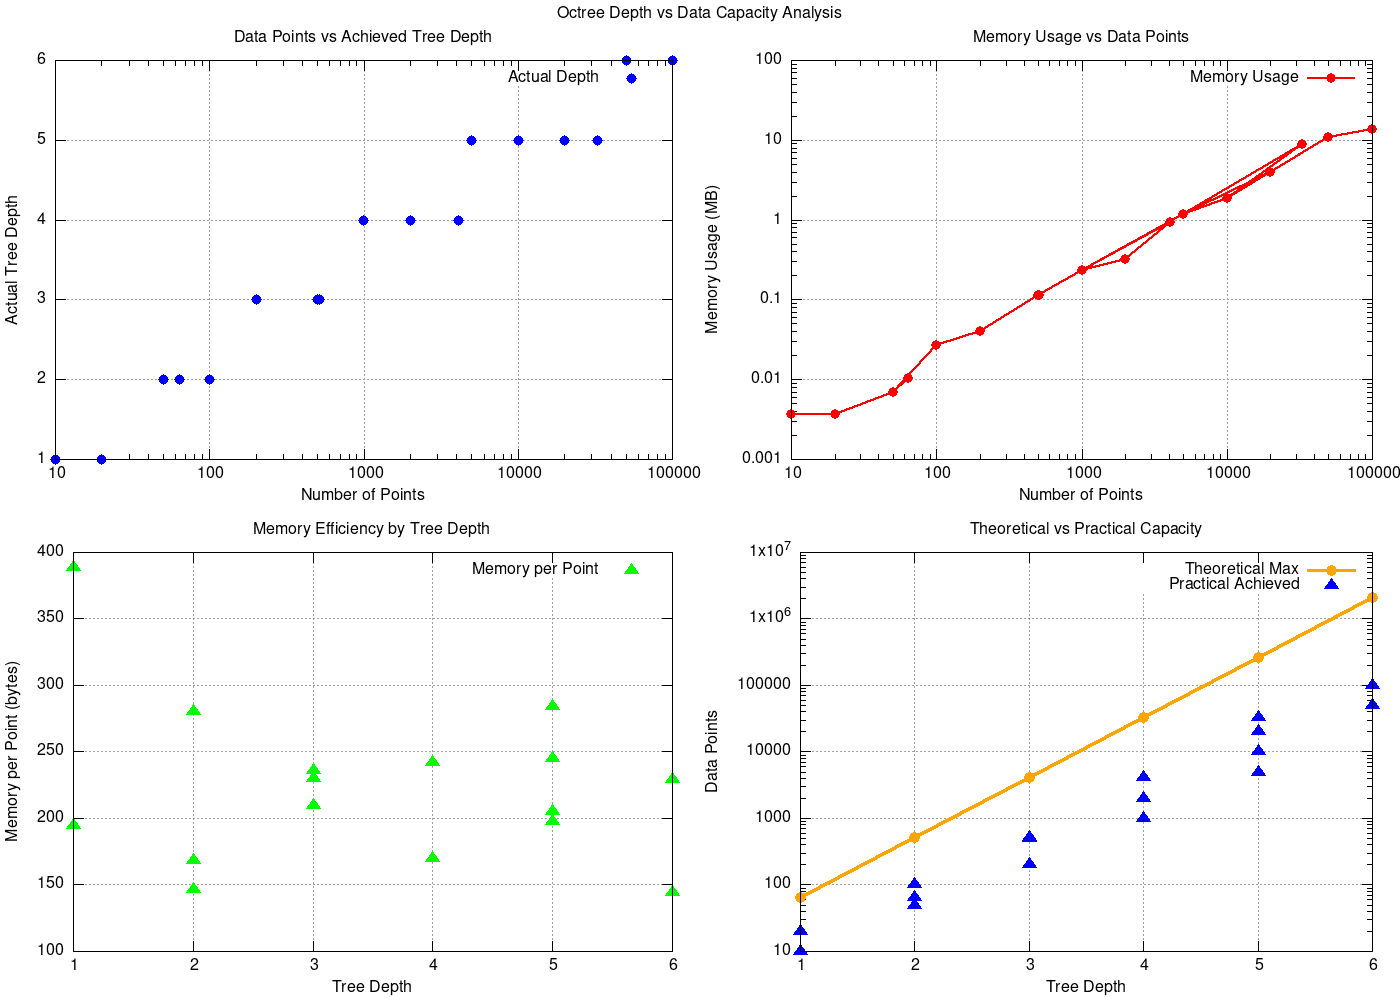 Octree Depth vs Data Capacity Analysis
Data Points vs Achieved Tree Depth
Actual Depth
6
5
4
3
2
1
Actual Tree Depth
10 100 1000 10000 100000
Number of Points
Memory Usage vs Data Points
Memory Usage
100
10
1
0.1
0.01
0.001
Memory Usage (MB)
10 100 1000 10000 100000
Number of Points
Memory Efficiency by Tree Depth
Memory per Point
400
350
300
250
200
150
100
Memory per Point (bytes)
1 2 3 4 5 6
Tree Depth
Theoretical vs Practical Capacity
Theoretical Max
Practical Achieved
1x10⁷
1x10⁶
100000
10000
1000
100
10
Data Points
1 2 3 4 5 6
Tree Depth